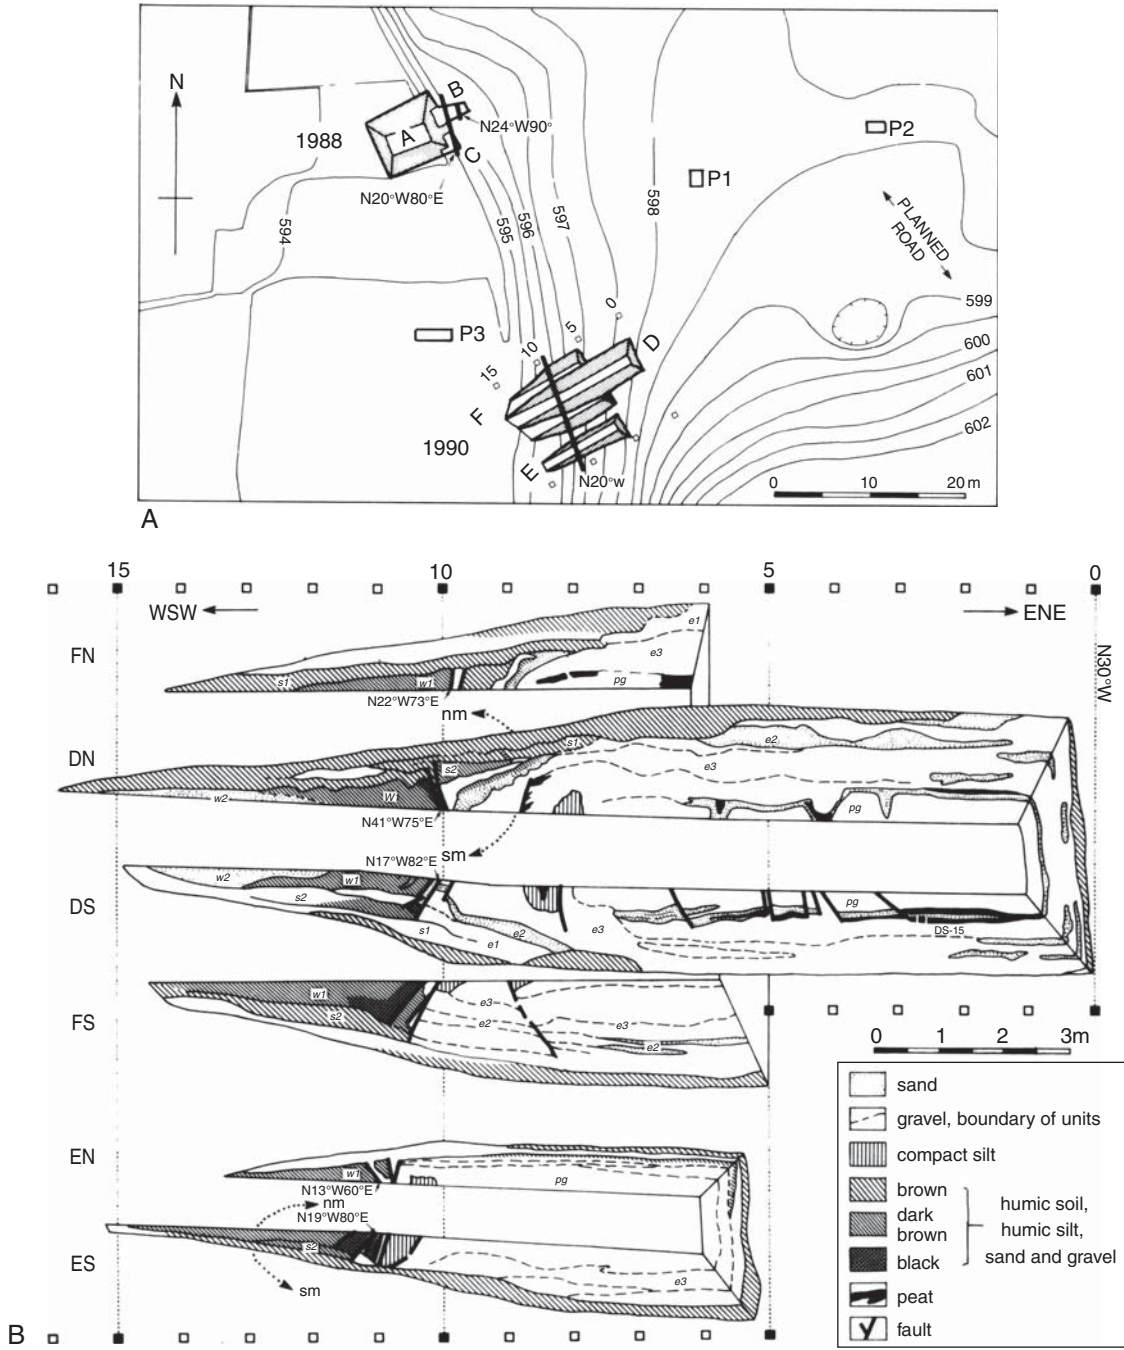 N
1988
A
B
C
N24°W90°
N20°W80°E
P2
P1
594
595
596
597
598
PLANNED
ROAD
P3
599
600
601
602
0
5
10
15
D
F
1990
E
N20°w
0 10 20 m
A
15 10 5 0
WSW ENE
N30°W
FN
e1
e3
s1
w1
pg
N22°W73°E
nm
DN
s1
s2
e2
e3
w2
W
pg
N41°W75°E
sm
N17°W82°E
DS
w2
w1
s2
s1
e1
e2
e3
pg
DS-15
FS
w1
s2
e3
e2
e3
e2
0 1 2 3m
sand
gravel, boundary of units
compact silt
brown
dark
brown
black
humic soil,
humic silt,
sand and gravel
peat
fault
EN
w1
pg
N13°W60°E
nm
N19°W80°E
ES
s2
sm
e3
B